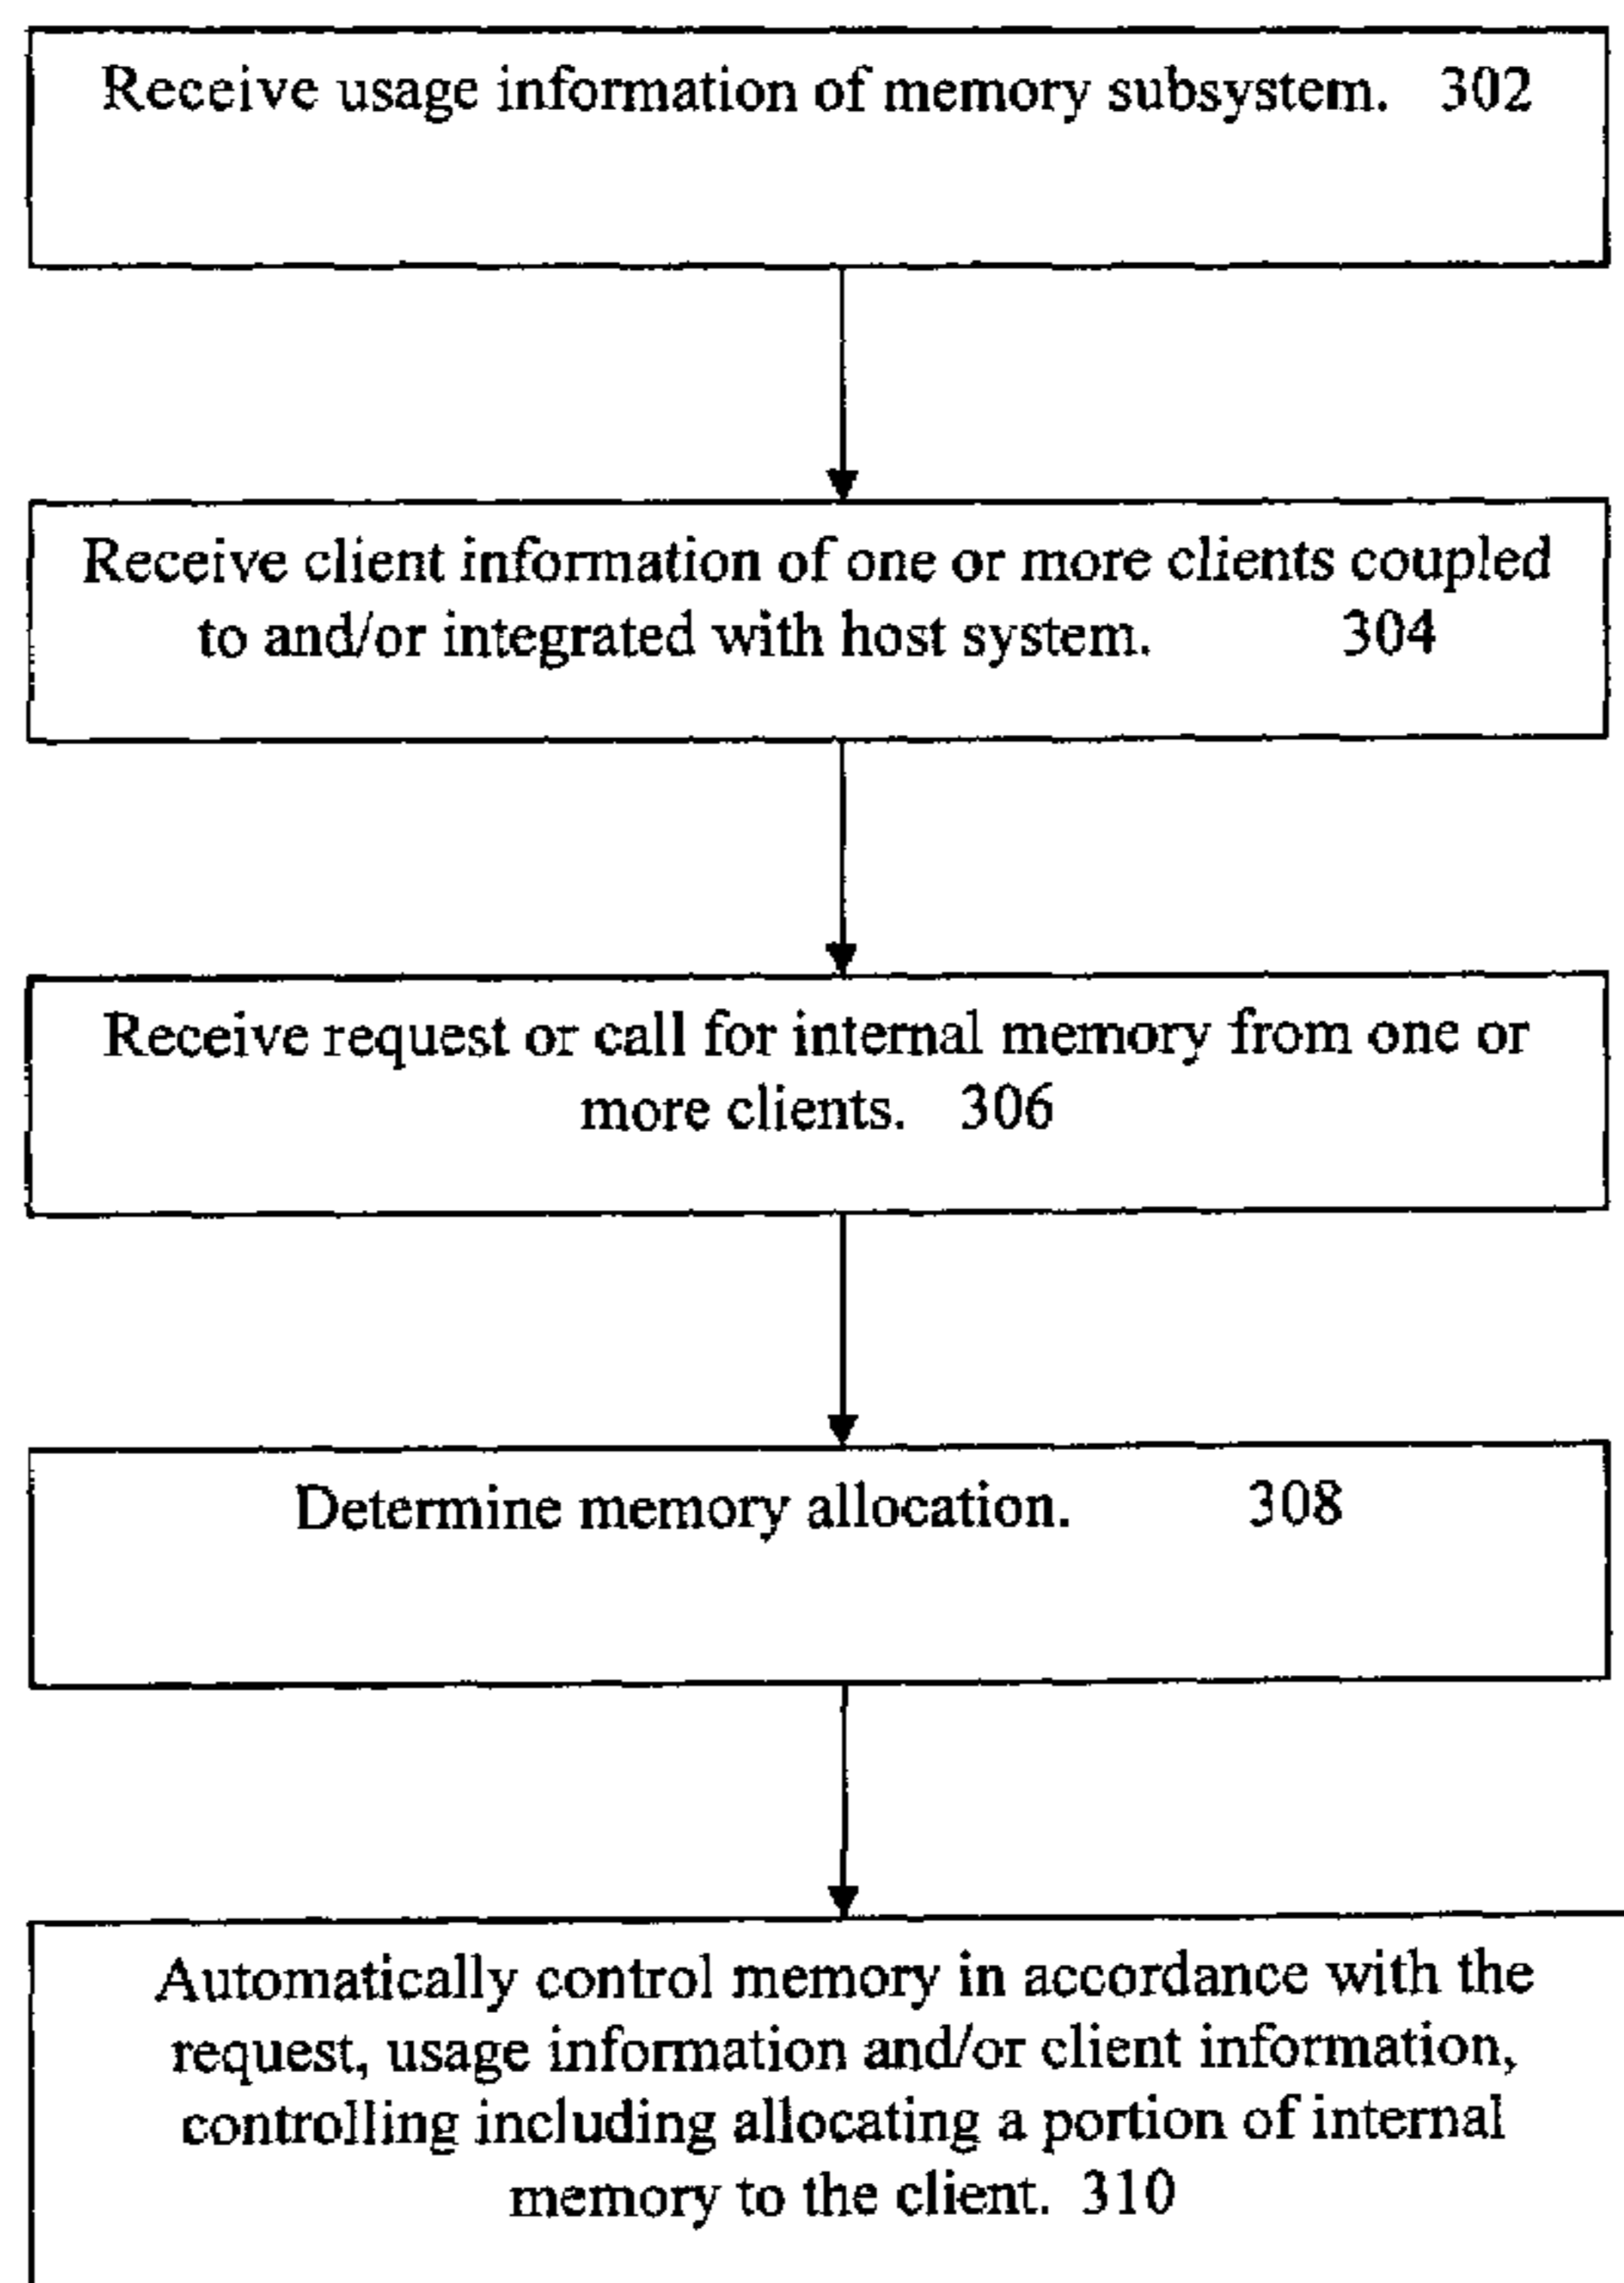 Receive usage information of memory subsystem. 302
Receive client information of one or more clients coupled
to and/or integrated with host system. 304
Receive request or call for internal memory from one or
more clients. 306
Determine memory allocation. 308
Automatically control memory in accordance with the
request, usage information and/or client information,
controlling including allocating a portion of internal
memory to the client. 310